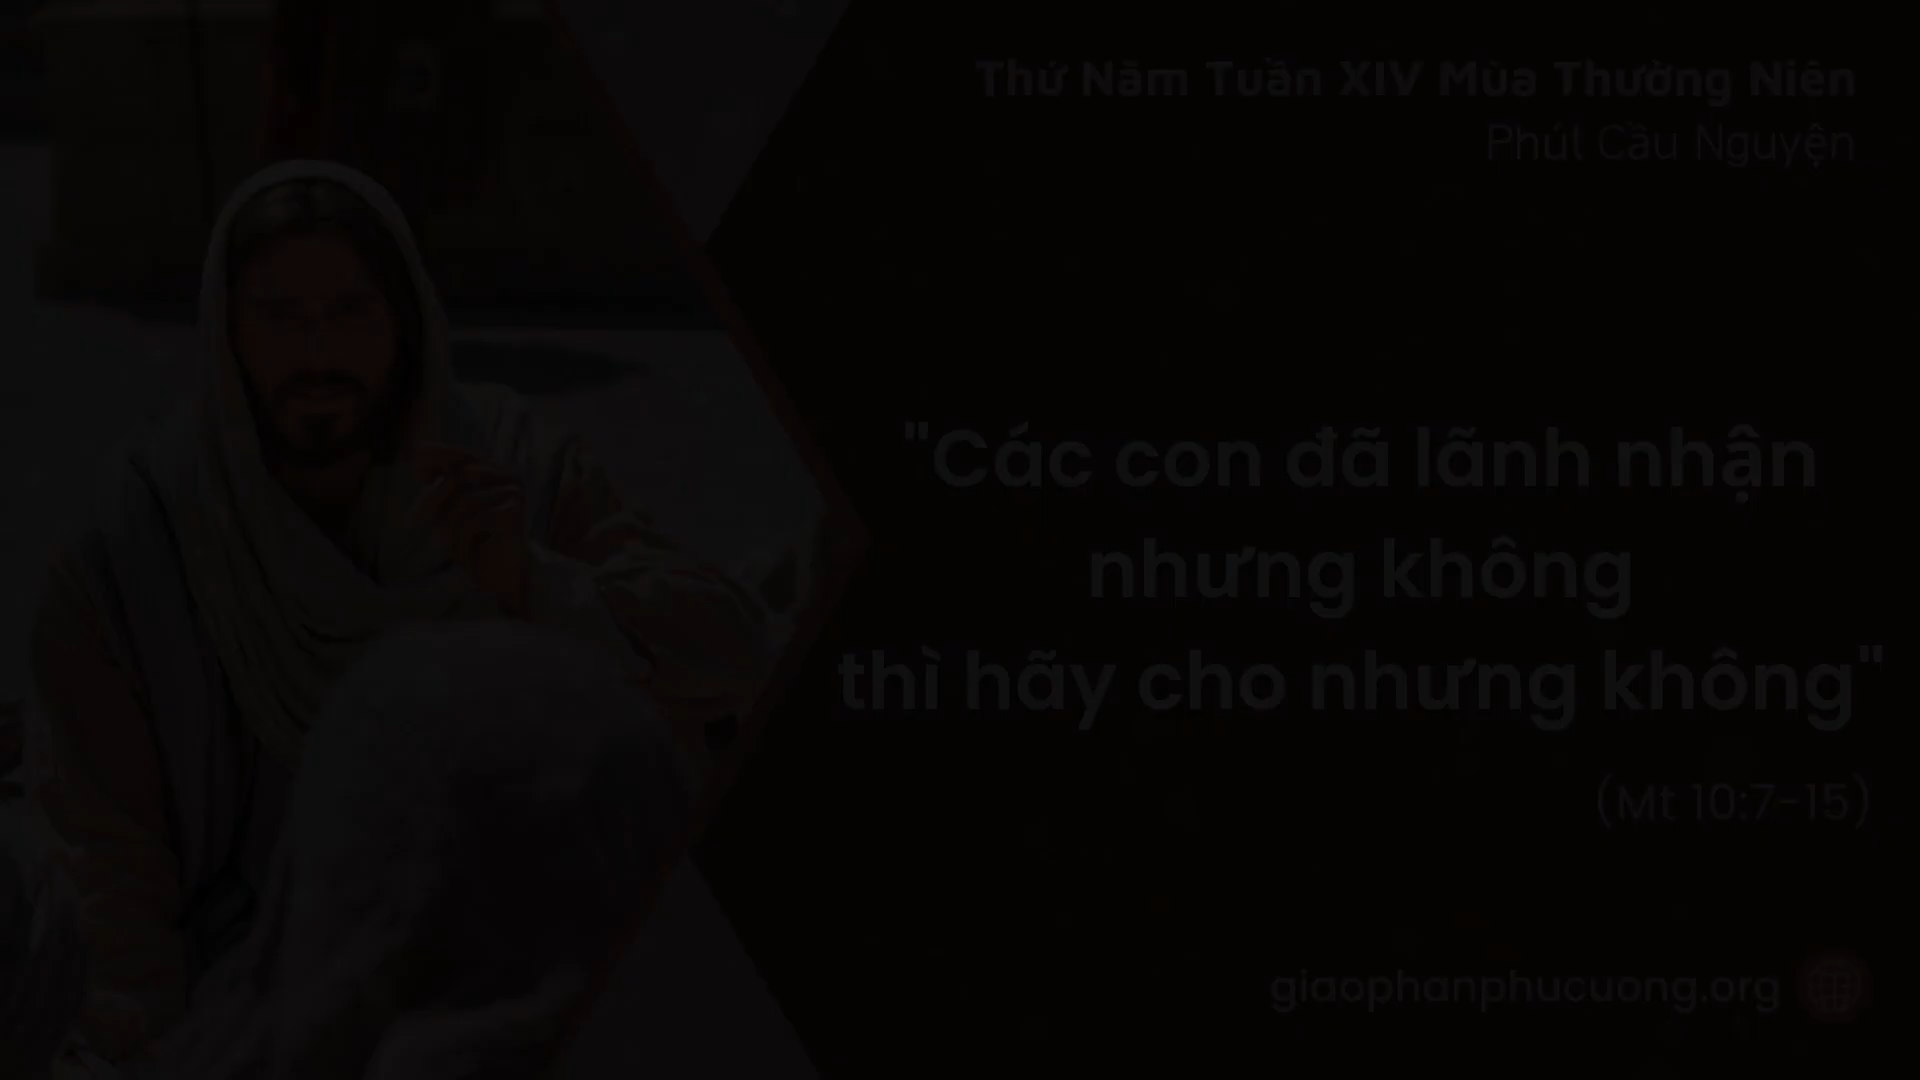 Thứ Năm Tuần XIV Mùa Thường Niên
Phút Cầu Nguyện
"Các con đã lãnh nhận
nhưng không
thì hãy cho nhưng không"
(Mt 10:7-15)
giaophanphucuong.org